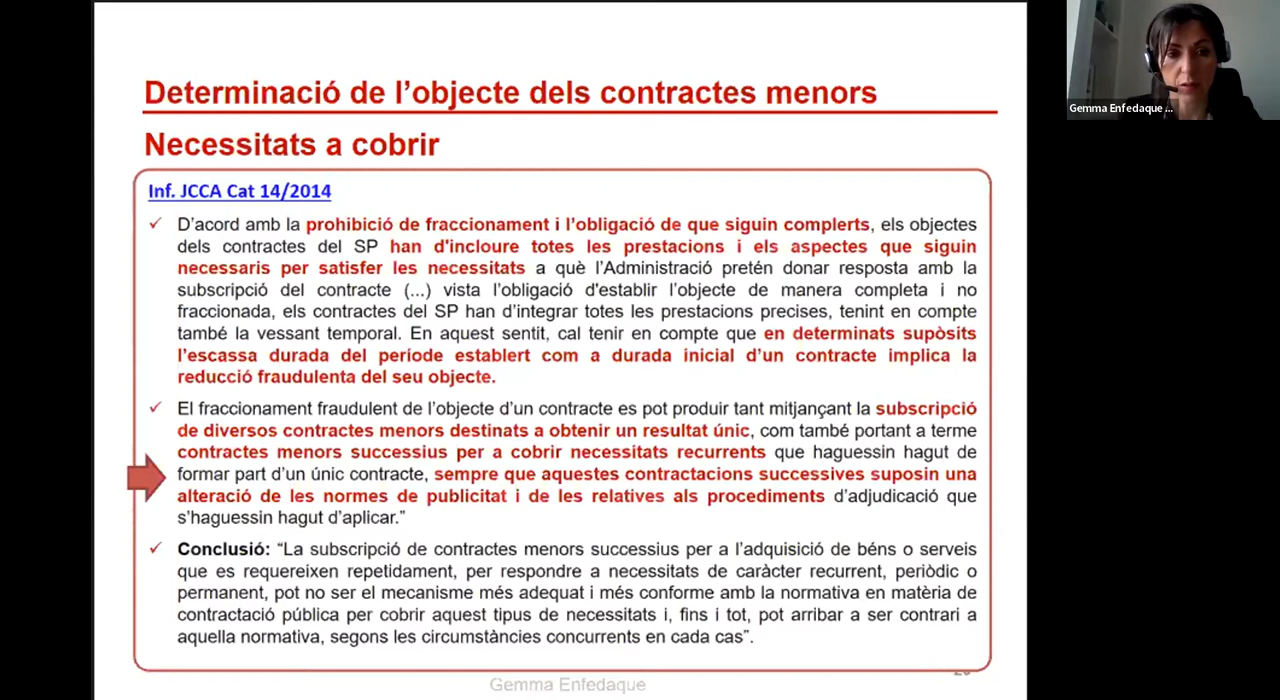 Determinació de l’objecte dels contractes menors
Necessitats a cobrir
Inf. JCCA Cat 14/2014
✓ D’acord amb la prohibició de fraccionament i l’obligació de que siguin complerts, els objectes
dels contractes del SP han d'incloure totes les prestacions i els aspectes que siguin
necessaris per satisfer les necessitats a què l’Administració pretén donar resposta amb la
subscripció del contracte (...) vista l’obligació d'establir l’objecte de manera completa i no
fraccionada, els contractes del SP han d’integrar totes les prestacions precises, tenint en compte
també la vessant temporal. En aquest sentit, cal tenir en compte que en determinats supòsits
l’escassa durada del període establert com a durada inicial d’un contracte implica la
reducció fraudulenta del seu objecte.
✓ El fraccionament fraudulent de l’objecte d’un contracte es pot produir tant mitjançant la subscripció
de diversos contractes menors destinats a obtenir un resultat únic, com també portant a terme
contractes menors successius per a cobrir necessitats recurrents que haguessin hagut de
formar part d’un únic contracte, sempre que aquestes contractacions successives suposin una
alteració de les normes de publicitat i de les relatives als procediments d’adjudicació que
s’haguessin hagut d’aplicar.”
✓ Conclusió: “La subscripció de contractes menors successius per a l’adquisició de béns o serveis
que es requereixen repetidament, per respondre a necessitats de caràcter recurrent, periòdic o
permanent, pot no ser el mecanisme més adequat i més conforme amb la normativa en matèria de
contractació pública per cobrir aquest tipus de necessitats i, fins i tot, pot arribar a ser contrari a
aquella normativa, segons les circumstàncies concurrents en cada cas”.
Gemma Enfedaque
Gemma Enfedaque ...